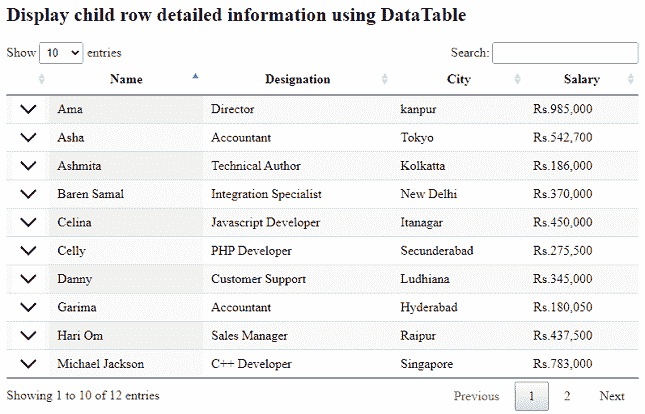 Display child row detailed information using DataTable
Show 10 entries Search:
Name Designation City Salary
Ama Director kanpur Rs.985,000
Asha Accountant Tokyo Rs.542,700
Ashmita Technical Author Kolkatta Rs.186,000
Baren Samal Integration Specialist New Delhi Rs.370,000
Celina Javascript Developer Itanagar Rs.450,000
Celly PHP Developer Secunderabad Rs.275,500
Danny Customer Support Ludhiana Rs.345,000
Garima Accountant Hyderabad Rs.180,050
Hari Om Sales Manager Raipur Rs.437,500
Michael Jackson C++ Developer Singapore Rs.783,000
Showing 1 to 10 of 12 entries Previous 1 2 Next